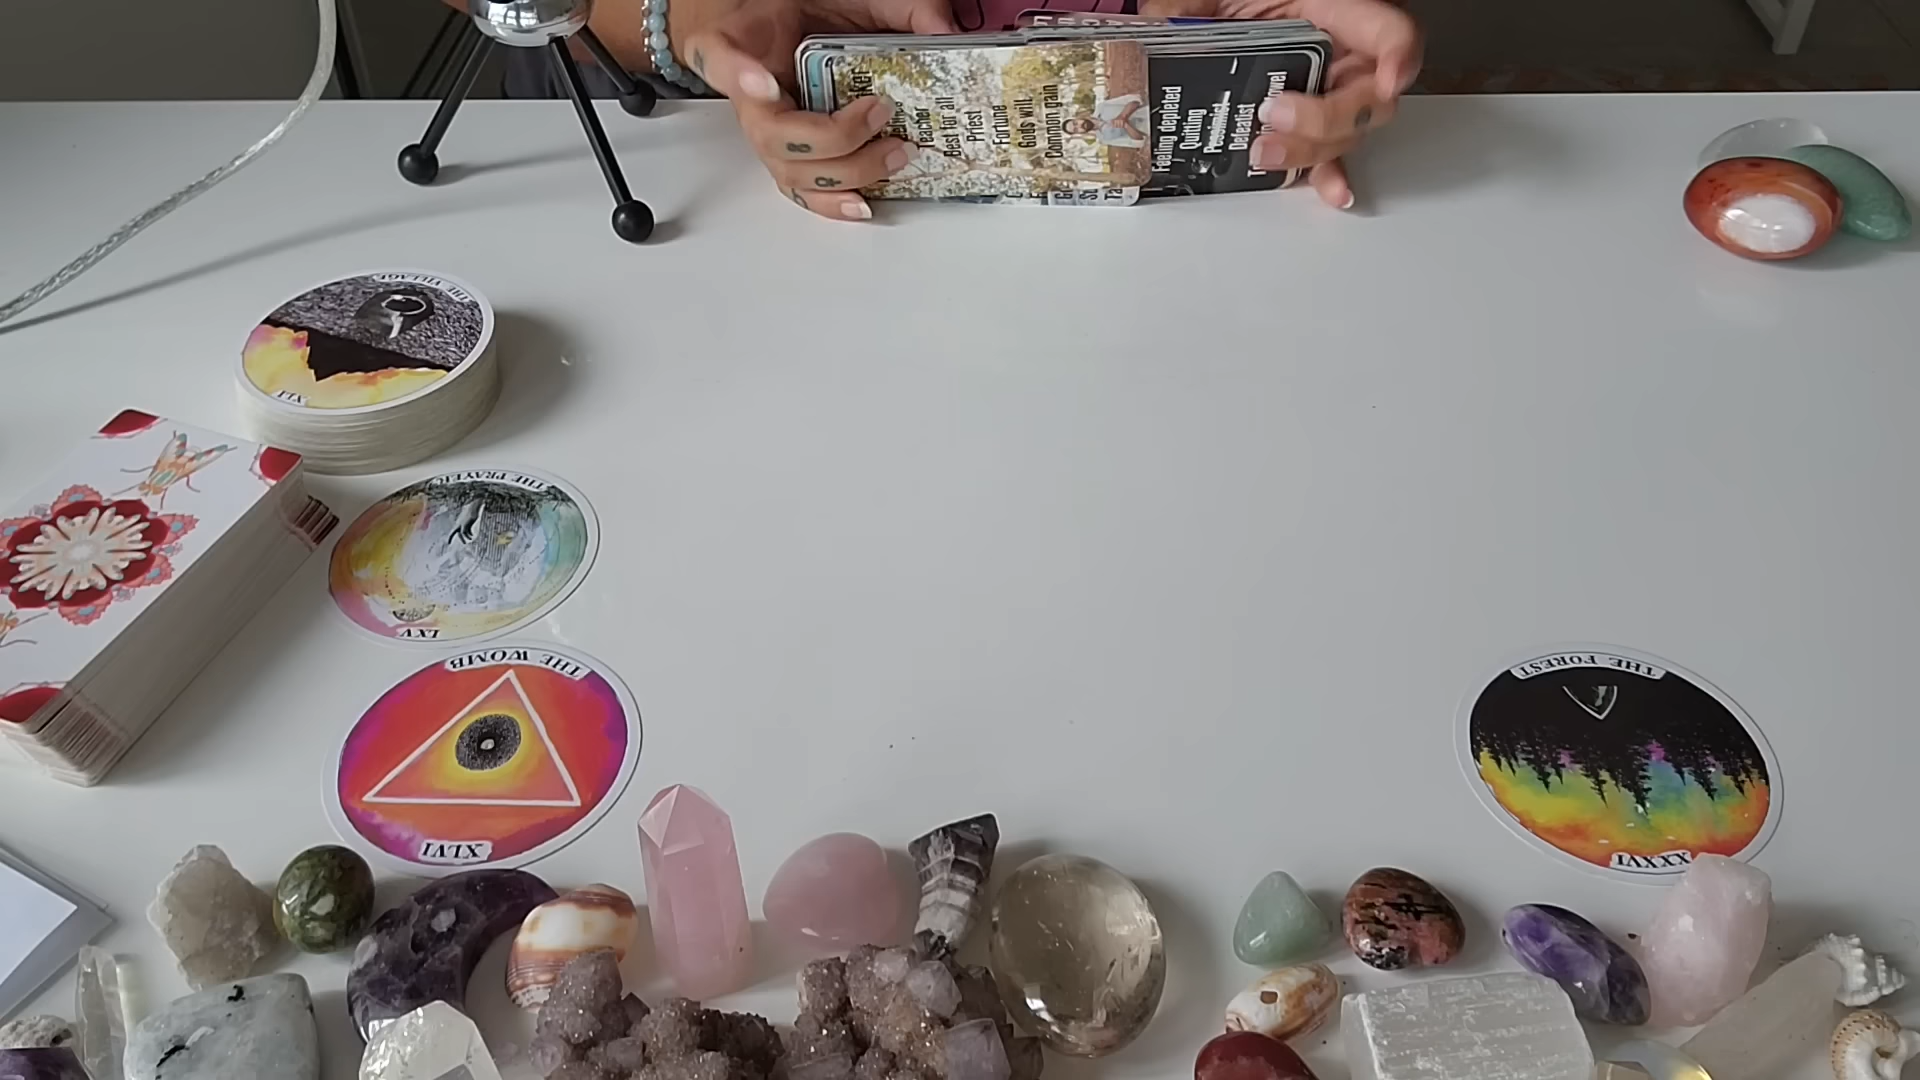 Teacher
Best for all
Priest
Fortune
Gods will
Common gain
Feeling depleted
Quitting
Pessimist
Defeatist
THE VILLAGE
XLI
THE PRAYER
LXV
THE WOMB
XLVI
THE FOREST
XXXVI